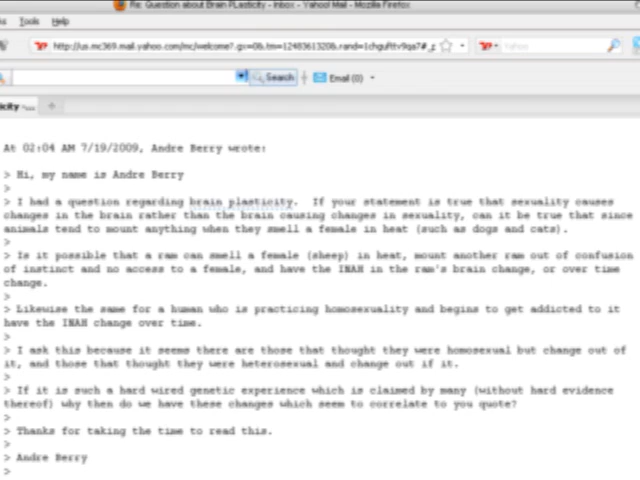 Re: Question about Brain PLasticity - Inbox - Yahoo! Mail - Mozilla Firefox
Tools Help
Yahoo
Search
Email (0)
At 02:04 AM 7/19/2009, Andre Berry wrote:
> Hi, my name is Andre Berry
>
> I had a question regarding brain plasticity. If your statement is true that sexuality causes
changes in the brain rather than the brain causing changes in sexuality, can it be true that since
animals tend to mount anything when they smell a female in heat (such as dogs and cats).
>
> Is it possible that a ram can smell a female (sheep) in heat, mount another ram out of confusion
of instinct and no access to a female, and have the INAH in the ram's brain change, or over time
change.
>
> Likewise the same for a human who is practicing homosexuality and begins to get addicted to it
have the INAH change over time.
>
> I ask this because it seems there are those that thought they were homosexual but change out of
it, and those that thought they were heterosexual and change out if it.
>
> If it is such a hard wired genetic experience which is claimed by many (without hard evidence
thereof) why then do we have these changes which seem to correlate to you quote?
>
> Thanks for taking the time to read this.
>
> Andre Berry
>